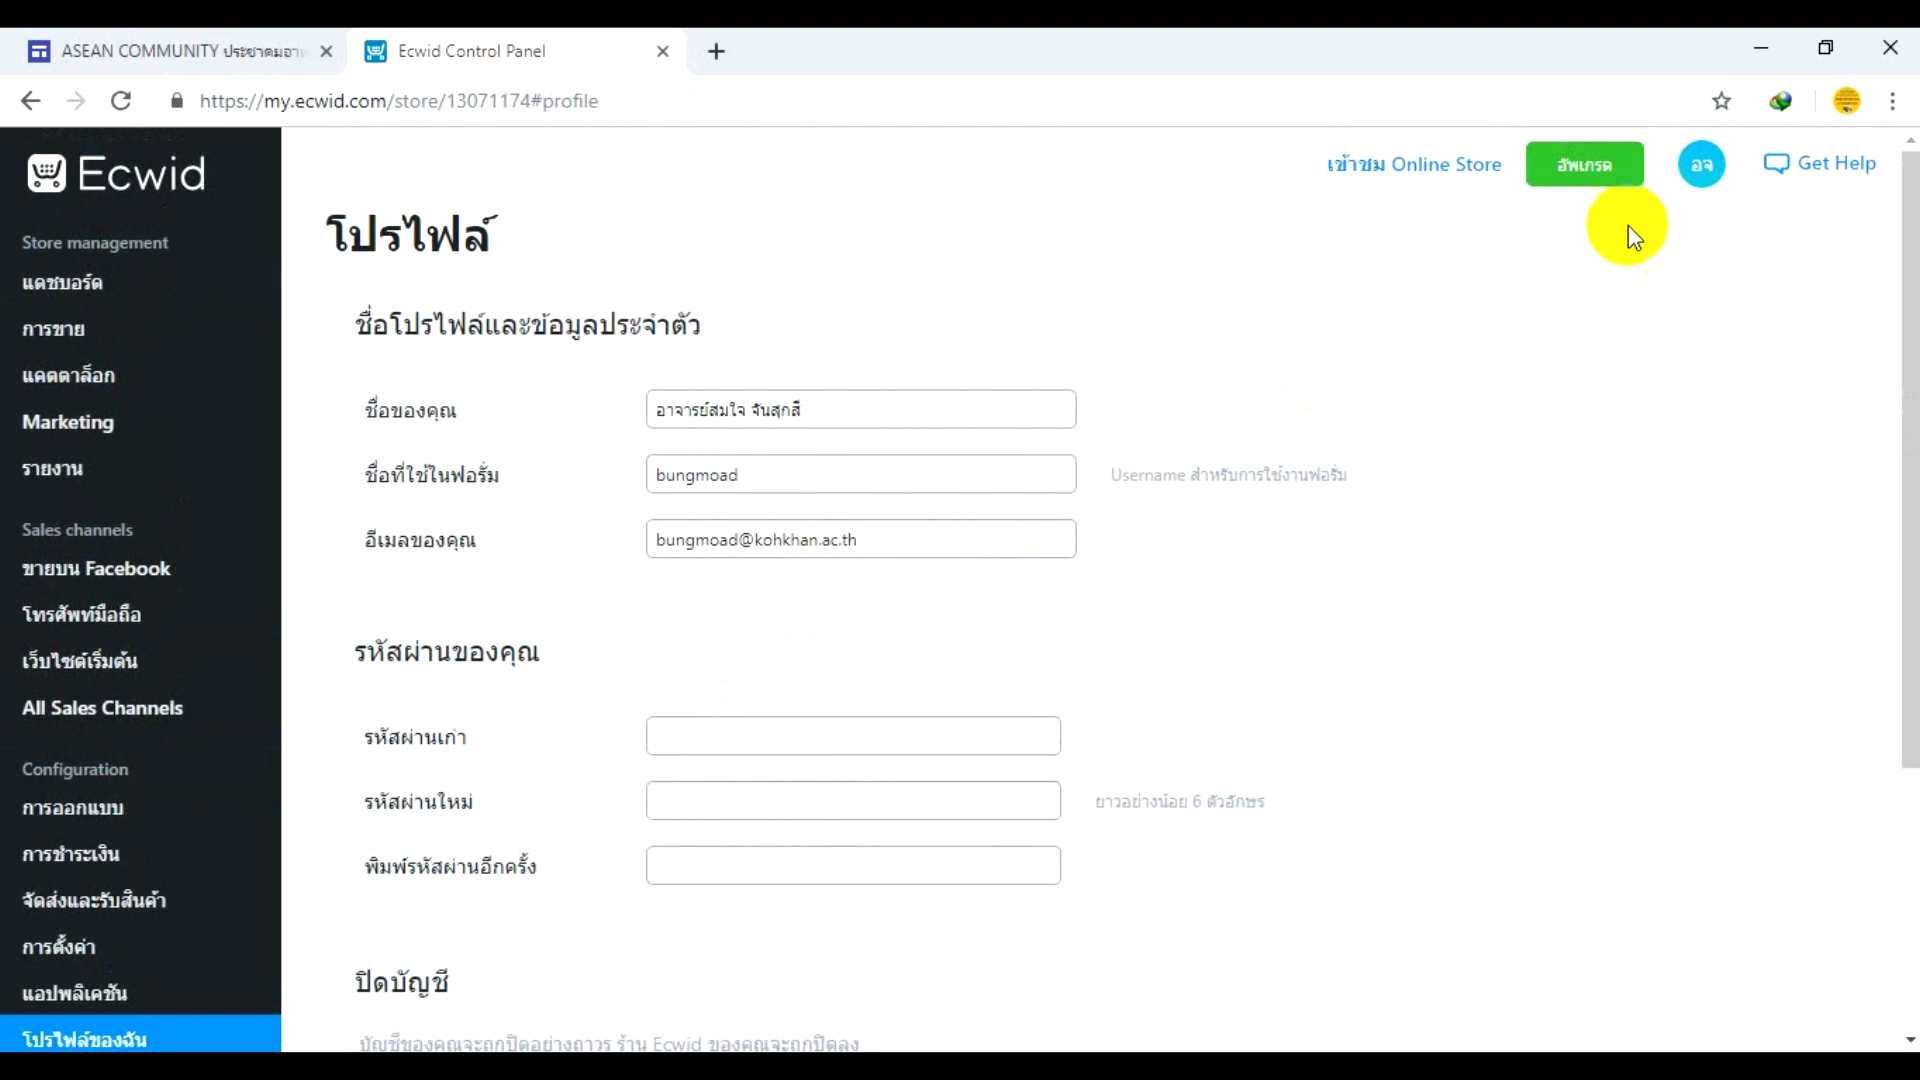 ASEAN COMMUNITY ประชาคมอา
Ecwid Control Panel
https://my.ecwid.com/store/13071174#profile
Ecwid
เข้าชม Online Store
อัพเกรด
อจ
Get Help
Store management
แดชบอร์ด
การขาย
แคตตาล็อก
Marketing
รายงาน
Sales channels
ขายบน Facebook
โทรศัพท์มือถือ
เว็บไซต์เริ่มต้น
All Sales Channels
Configuration
การออกแบบ
การชำระเงิน
จัดส่งและรับสินค้า
การตั้งค่า
แอปพลิเคชัน
โปรไฟล์ของฉัน
โปรไฟล์
ชื่อโปรไฟล์และข้อมูลประจำตัว
ชื่อของคุณ
อาจารย์สมใจ จันสุกสี
ชื่อที่ใช้ในฟอรั่ม
bungmoad
Username สำหรับการใช้งานฟอรั่ม
อีเมลของคุณ
bungmoad@kohkhan.ac.th
รหัสผ่านของคุณ
รหัสผ่านเก่า
รหัสผ่านใหม่
ยาวอย่างน้อย 6 ตัวอักษร
พิมพ์รหัสผ่านอีกครั้ง
ปิดบัญชี
บัญชีของคุณจะถูกปิดอย่างถาวร ร้าน Ecwid ของคุณจะถูกปิดลง